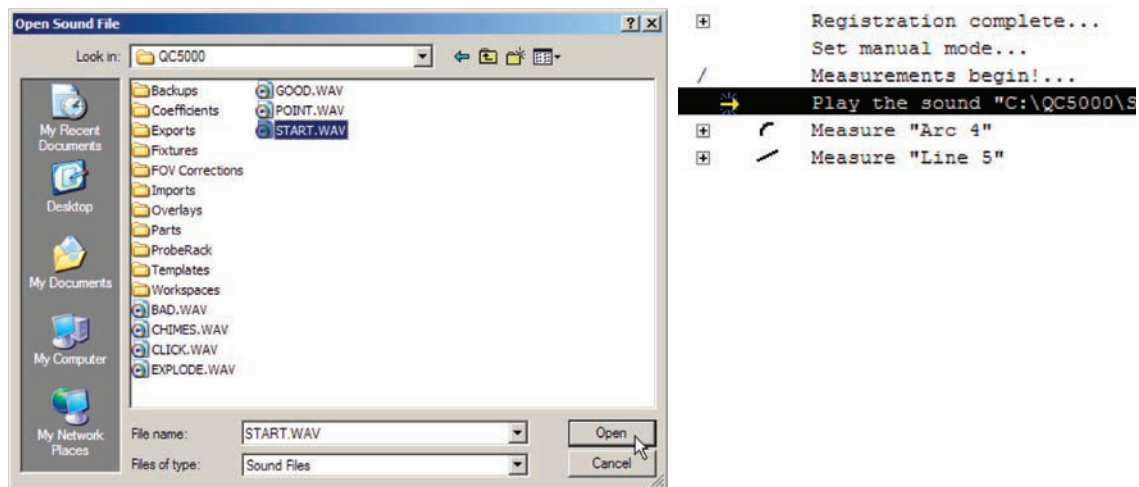 Open Sound File
Look in: QC5000
My Recent Documents
Desktop
My Documents
My Computer
My Network Places
Backups
Coefficients
Exports
Fixtures
FOV Corrections
Imports
Overlays
Parts
ProbeRack
Templates
Workspaces
BAD.WAV
CHIMES.WAV
CLICK.WAV
EXPLODE.WAV
GOOD.WAV
POINT.WAV
START.WAV
File name: START.WAV Open
Files of type: Sound Files Cancel
Registration complete...
Set manual mode...
Measurements begin!...
Play the sound "C:\QC5000\S
Measure "Arc 4"
Measure "Line 5"